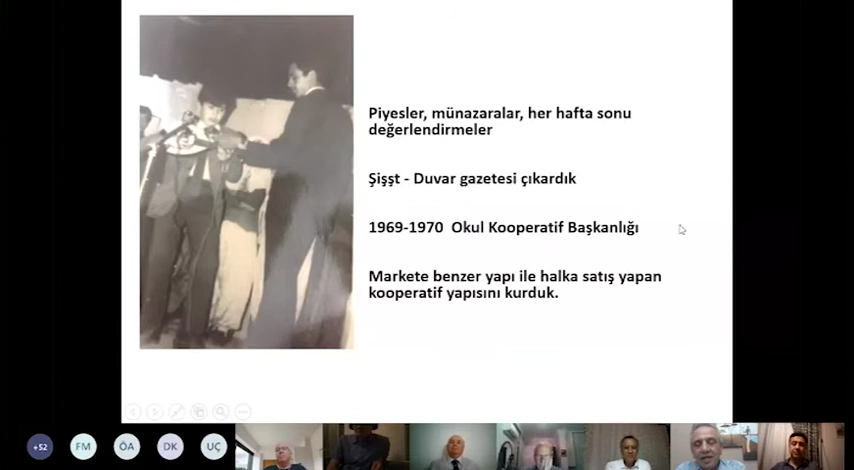 Piyesler, münazaralar, her hafta sonu
değerlendirmeler
Şişşt - Duvar gazetesi çıkardık
1969-1970  Okul Kooperatif Başkanlığı
Markete benzer yapı ile halka satış yapan
kooperatif yapısını kurduk.
+52
FM
ÖA
DK
UÇ